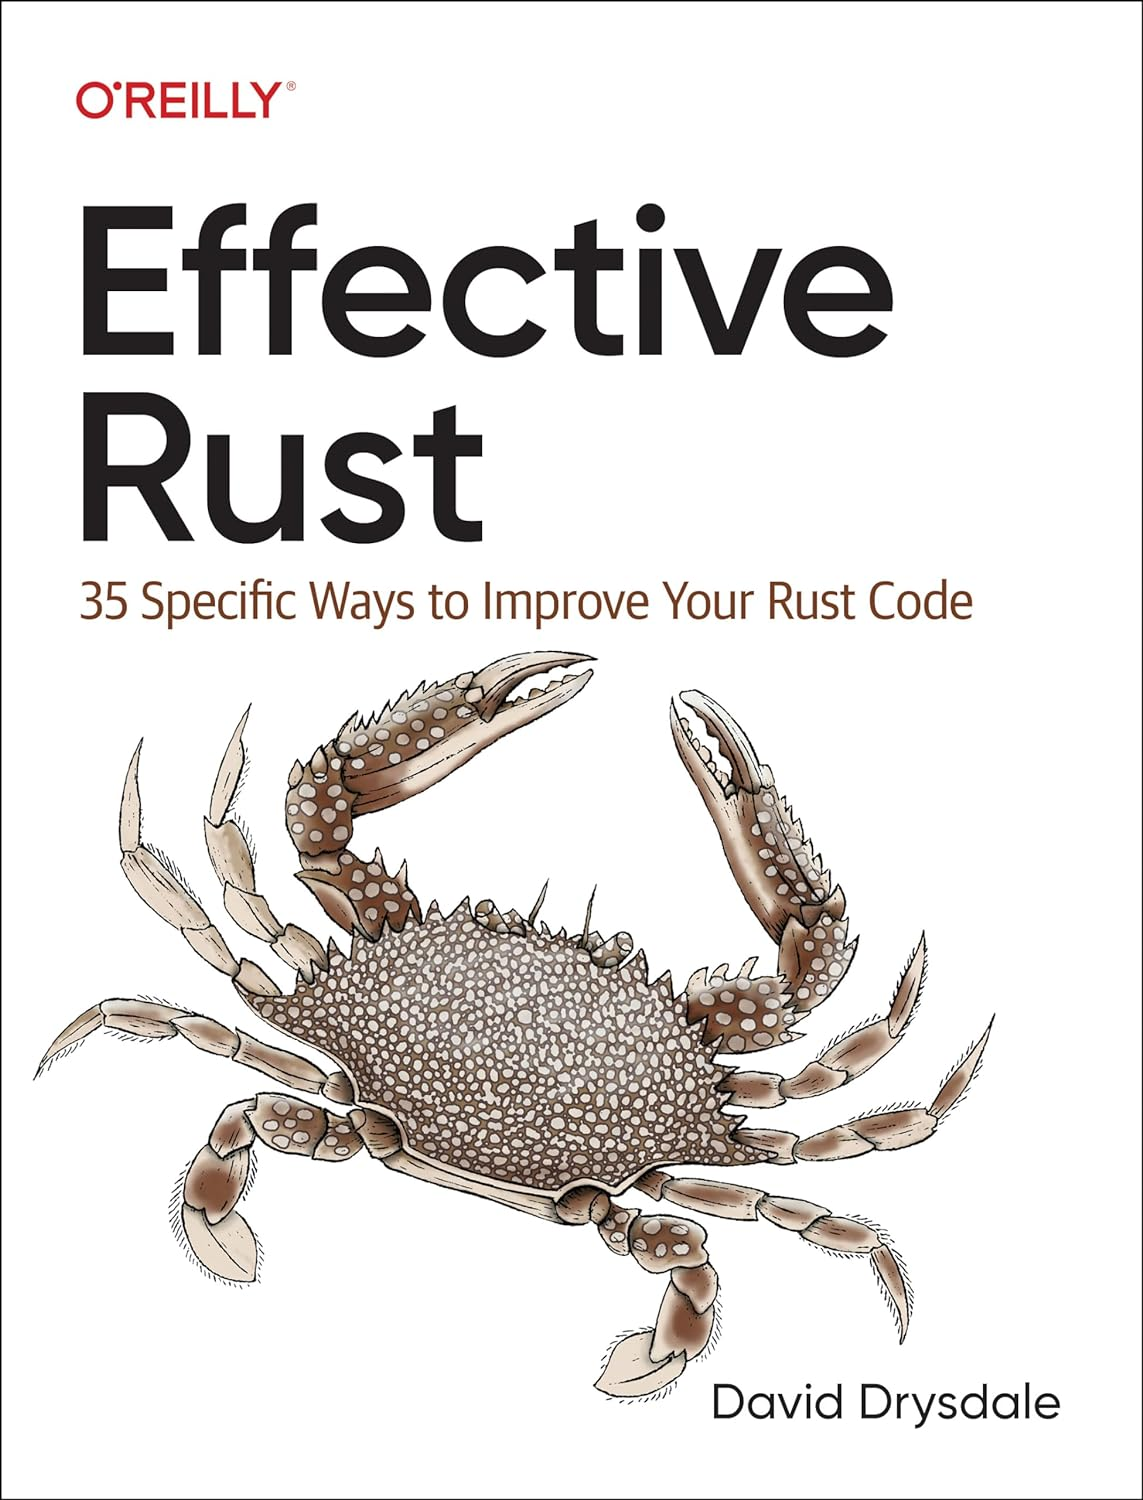 O'REILLY®
Effective
Rust
35 Specific Ways to Improve Your Rust Code
David Drysdale